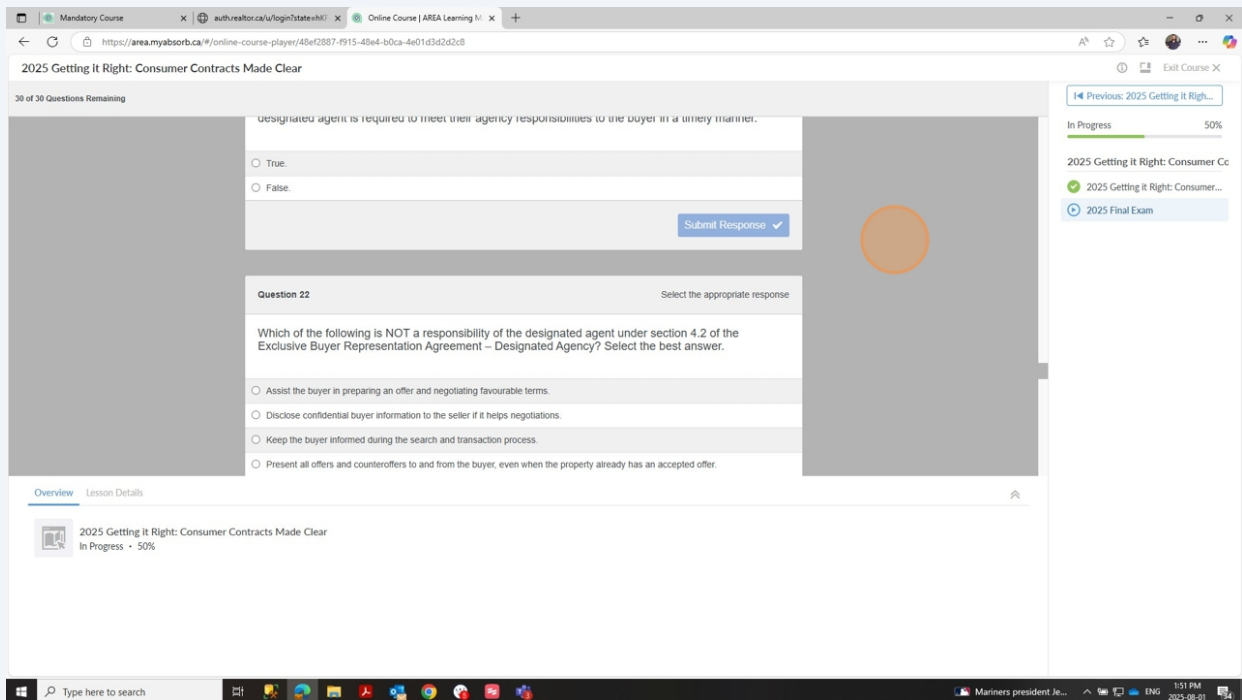 Mandatory Course
auth.realtor.ca/u/login?state=hKF
Online Course | AREA Learning M
https://area.myabsorb.ca/#/online-course-player/48ef2887-f915-48e4-b0ca-4e01d3d2d2c8
2025 Getting it Right: Consumer Contracts Made Clear
Exit Course
30 of 30 Questions Remaining
Previous: 2025 Getting it Righ...
In Progress 50%
2025 Getting it Right: Consumer Co
2025 Getting it Right: Consumer...
2025 Final Exam
designated agent is required to meet their agency responsibilities to the buyer in a timely manner.
True.
False.
Submit Response
Question 22 Select the appropriate response
Which of the following is NOT a responsibility of the designated agent under section 4.2 of the
Exclusive Buyer Representation Agreement – Designated Agency? Select the best answer.
Assist the buyer in preparing an offer and negotiating favourable terms.
Disclose confidential buyer information to the seller if it helps negotiations.
Keep the buyer informed during the search and transaction process.
Present all offers and counteroffers to and from the buyer, even when the property already has an accepted offer.
Overview Lesson Details
2025 Getting it Right: Consumer Contracts Made Clear
In Progress • 50%
Type here to search
Mariners president Je...
ENG
1:51 PM
2025-08-01